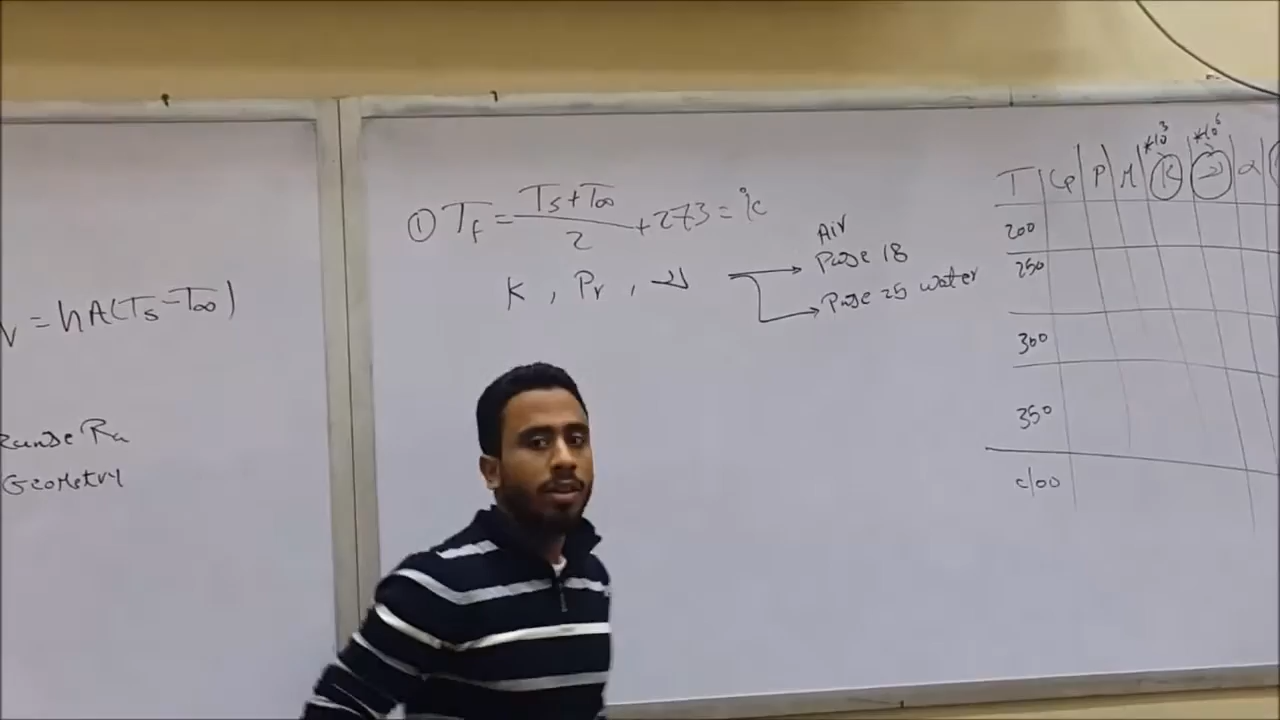 = hA(Ts-T∞)
Range Ra
Geometry
① Tf = (Ts+T∞)/2 + 273 = K
K , Pr , ν
Air
Page 18
Page 25 water
*10³ *10⁶
T Cp ρ μ K ν α
200
250
300
350
400